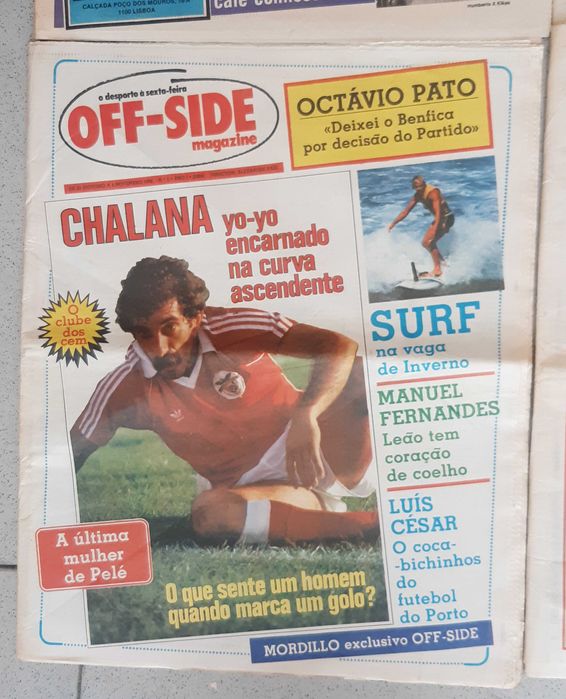 CALÇADA POÇO DOS MOUROS,
1100 LISBOA
o desporto à sexta-feira
OFF-SIDE
magazine
OCTÁVIO PATO
«Deixei o Benfica
por decisão do Partido»
CHALANA yo-yo
encarnado
na curva
ascendente
O
clube
dos
cem
SURF
na vaga
de Inverno
MANUEL
FERNANDES
Leão tem
coração
de coelho
LUÍS
CÉSAR
O coca-
-bichinhos
do
futebol
do Porto
A última
mulher
de Pelé
O que sente um homem
quando marca um golo?
MORDILLO exclusivo OFF-SIDE